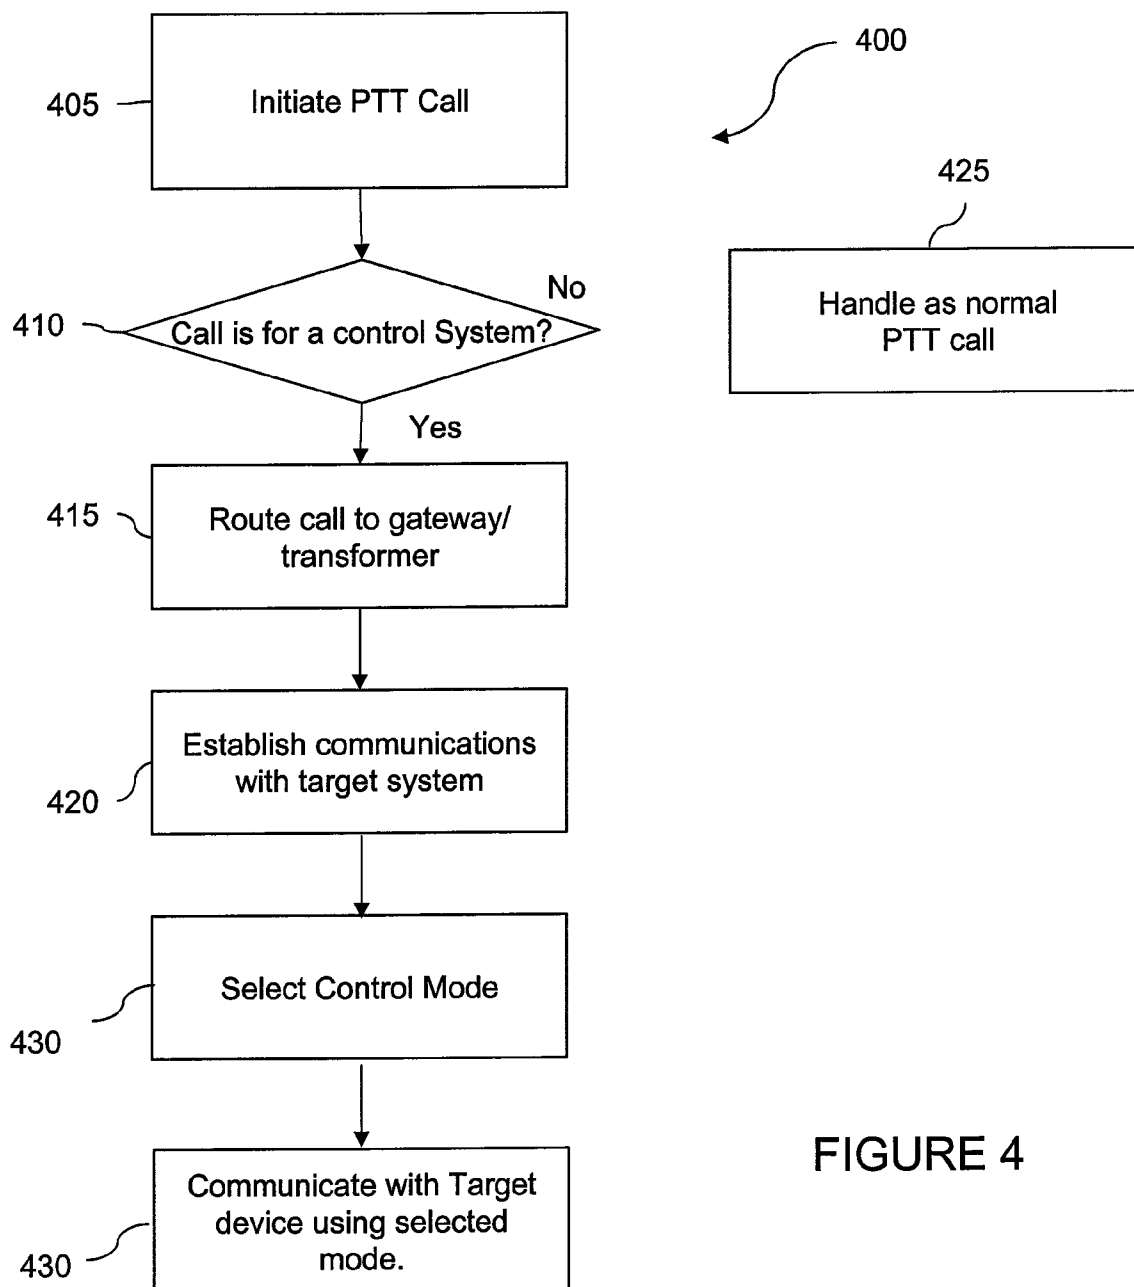 400
405
Initiate PTT Call
425
Handle as normal
PTT call
No
410
Call is for a control System?
Yes
415
Route call to gateway/
transformer
420
Establish communications
with target system
430
Select Control Mode
430
Communicate with Target
device using selected
mode.
FIGURE 4